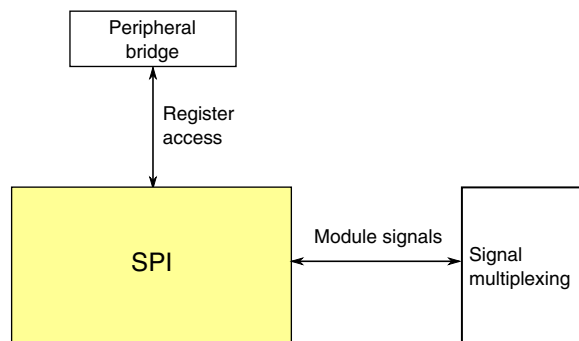 Peripheral
bridge
Register
access
SPI
Module signals
Signal
multiplexing